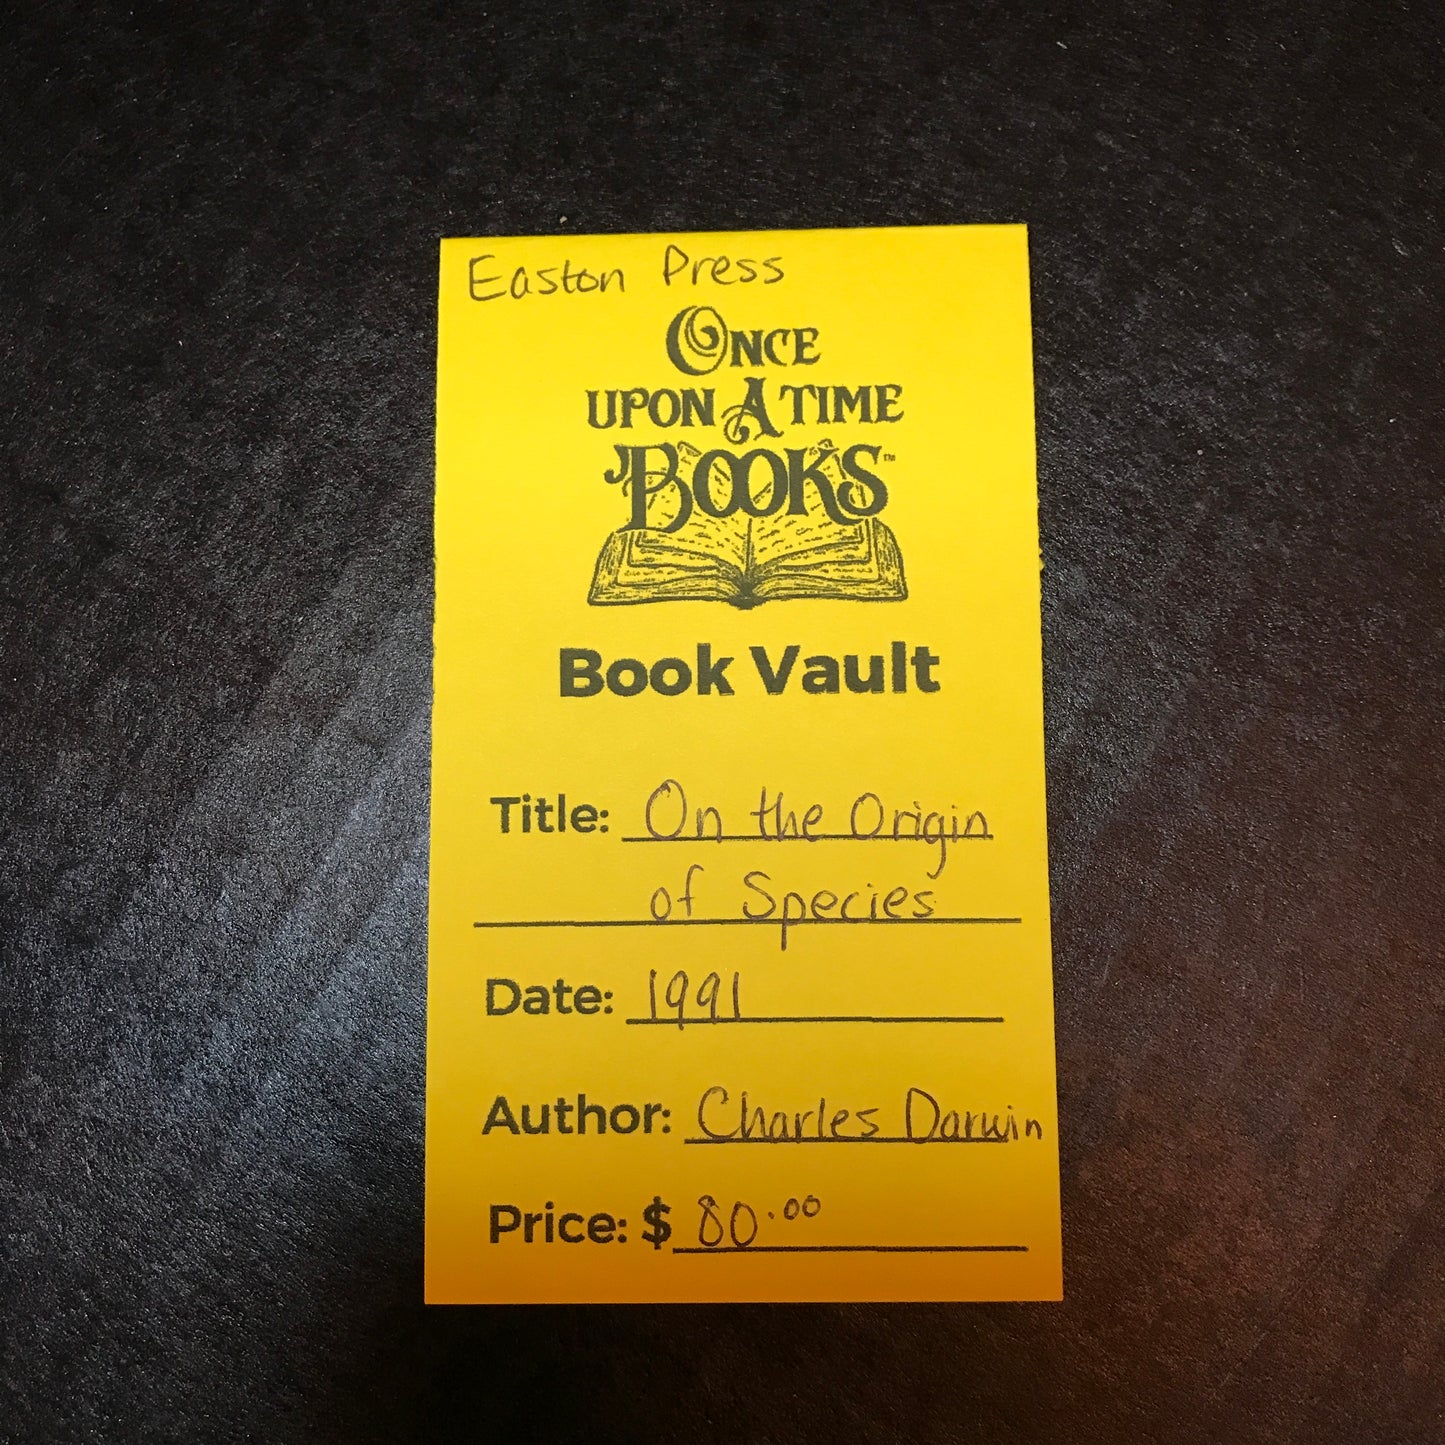 Easton Press
ONCE
UPON A TIME
BOOKS™
Book Vault
Title: On the Origin
of Species
Date: 1991
Author: Charles Darwin
Price: $ 80.00